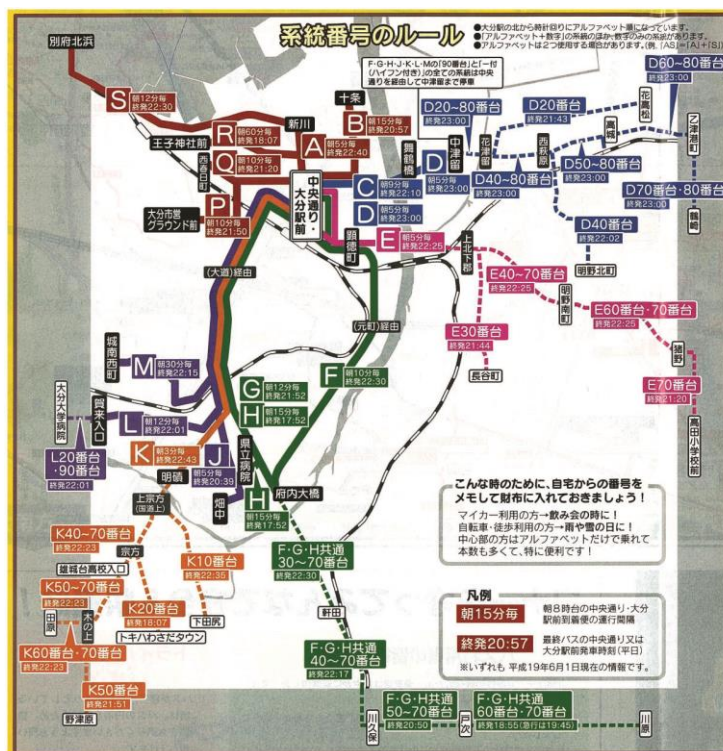 系統番号のルール
●大分駅の北から時計回りにアルファベット順になっています。
●「アルファベット＋数字」の系統のほか、数字のみの系統があります。
●アルファベットは2つ使用する場合があります。(例.「AS」=「A」+「S」)
F・G・H・J・K・L・Mの「90番台」と「-付
(ハイフン付き)」の全ての系統は中央
通りを経由して中津留まで停車
別府北浜
S
朝12分毎
終発22:30
王子神社前
R
朝60分毎
終発18:07
新川
西春日町
Q
朝10分毎
終発21:20
大分市営
グラウンド前
P
朝10分毎
終発21:50
十条
B
朝15分毎
終発20:57
A
朝5分毎
終発22:40
中央通り・大分駅前
舞鶴橋
C
朝9分毎
終発22:10
D
朝5分毎
終発23:00
D
朝5分毎
終発23:00
中津留
D20~80番台
終発23:00
花津留
D20番台
終発21:43
花高松
D40~80番台
終発23:00
西萩原
D50~80番台
終発23:00
高城
D60~80番台
終発23:00
乙津港町
D70番台・80番台
終発23:00
鶴崎
D40番台
終発22:02
明野北町
顕徳町
E
朝5分毎
終発22:25
上北下郡
E40~70番台
終発22:25
明野南町
E60番台・70番台
終発22:25
猪野
E30番台
終発21:44
長谷町
E70番台
終発21:20
高田小学校前
(大道)経由
(元町)経由
城南西町
M
朝30分毎
終発22:15
大分大学病院
賀来入口
L
朝12分毎
終発22:01
L20番台
・90番台
終発22:01
K
朝3分毎
終発22:43
明磧
J
朝5分毎
終発20:39
畑中
G
朝12分毎
終発21:52
H
朝15分毎
終発17:52
F
朝10分毎
終発22:30
県立病院
H
朝15分毎
終発17:52
府内大橋
上宗方
(国道上)
K40~70番台
終発22:23
宗方
雄城台高校入口
K10番台
終発22:35
下田尻
K50~70番台
終発22:23
K20番台
終発18:07
トキハわさだタウン
田原
木の上
K60番台・70番台
終発22:23
K50番台
終発21:51
野津原
F・G・H共通
30~70番台
終発22:30
軒田
F・G・H共通
40~70番台
終発22:17
川久保
F・G・H共通
50~70番台
終発20:50
戸次
F・G・H共通
60番台・70番台
終発18:55(急行は19:45)
川原
こんな時のために、自宅からの番号を
メモして財布に入れておきましょう！
マイカー利用の方→飲み会の時に！
自転車・徒歩利用の方→雨や雪の日に！
中心部の方はアルファベットだけで乗れて
本数も多くて、特に便利です！
凡例
朝15分毎
朝8時台の中央通り・大分
駅前到着便の運行間隔
終発20:57
最終バスの中央通り又は
大分駅前発車時刻(平日)
※いずれも 平成19年6月1日現在の情報です。